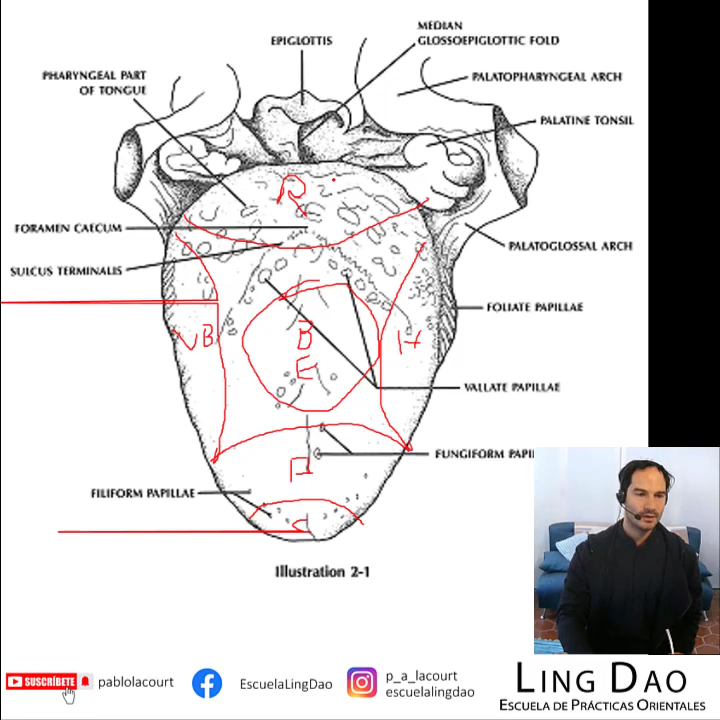 MEDIAN
GLOSSOEPIGLOTTIC FOLD
EPIGLOTTIS
PHARYNGEAL PART
OF TONGUE
PALATOPHARYNGEAL ARCH
PALATINE TONSIL
R
FORAMEN CAECUM
SULCUS TERMINALIS
PALATOGLOSSAL ARCH
FOLIATE PAPILLAE
VB
B
H
E
VALLATE PAPILLAE
FUNGIFORM PAPI
P
FILIFORM PAPILLAE
C
Illustration 2-1
SUSCRÍBETE
pablolacourt
EscuelaLingDao
p_a_lacourt
escuelalingdao
LING DAO
ESCUELA DE PRÁCTICAS ORIENTALES